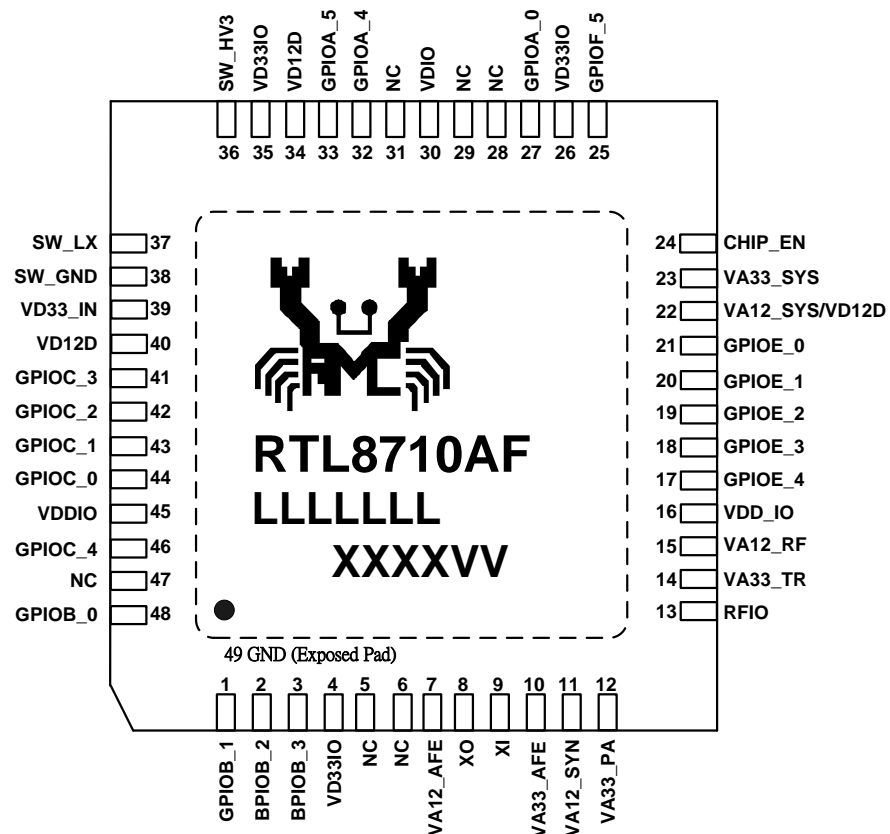 SW_HV3 VD33IO VD12D GPIOA_5 GPIOA_4 NC VDIO NC NC GPIOA_0 VD33IO GPIOF_5
36 35 34 33 32 31 30 29 28 27 26 25
SW_LX 37
SW_GND 38
VD33_IN 39
VD12D 40
GPIOC_3 41
GPIOC_2 42
GPIOC_1 43
GPIOC_0 44
VDDIO 45
GPIOC_4 46
NC 47
GPIOB_0 48
RTL8710AF
LLLLLLL
XXXXVV
24 CHIP_EN
23 VA33_SYS
22 VA12_SYS/VD12D
21 GPIOE_0
20 GPIOE_1
19 GPIOE_2
18 GPIOE_3
17 GPIOE_4
16 VDD_IO
15 VA12_RF
14 VA33_TR
13 RFIO
49 GND (Exposed Pad)
1 2 3 4 5 6 7 8 9 10 11 12
GPIOB_1 BPIOB_2 BPIOB_3 VD33IO NC NC VA12_AFE XO XI VA33_AFE VA12_SYN VA33_PA